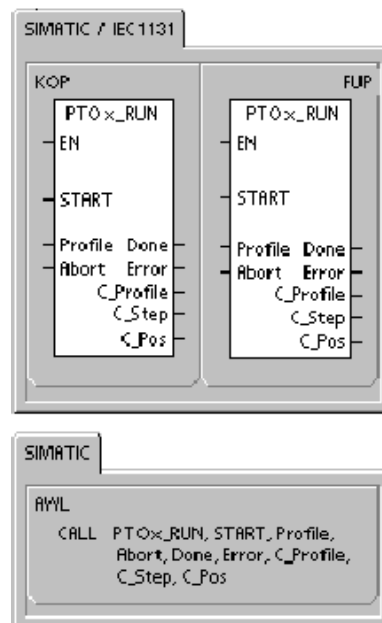 SIMATIC / IEC 1131
KOP FUP
PTOx_RUN PTOx_RUN
EN EN
START START
Profile Done Profile Done
Abort Error Abort Error
C_Profile C_Profile
C_Step C_Step
C_Pos C_Pos
SIMATIC
AWL
CALL PTOx_RUN, START, Profile,
Abort, Done, Error, C_Profile,
C_Step, C_Pos